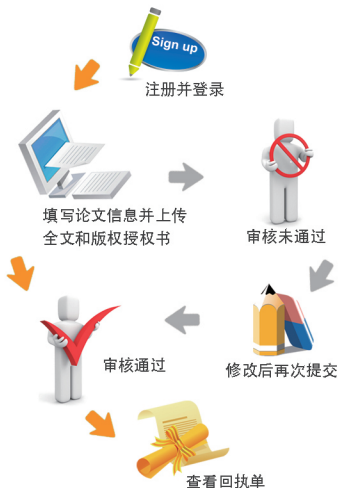 Sign up
注册并登录
填写论文信息并上传
全文和版权授权书
审核未通过
修改后再次提交
审核通过
查看回执单